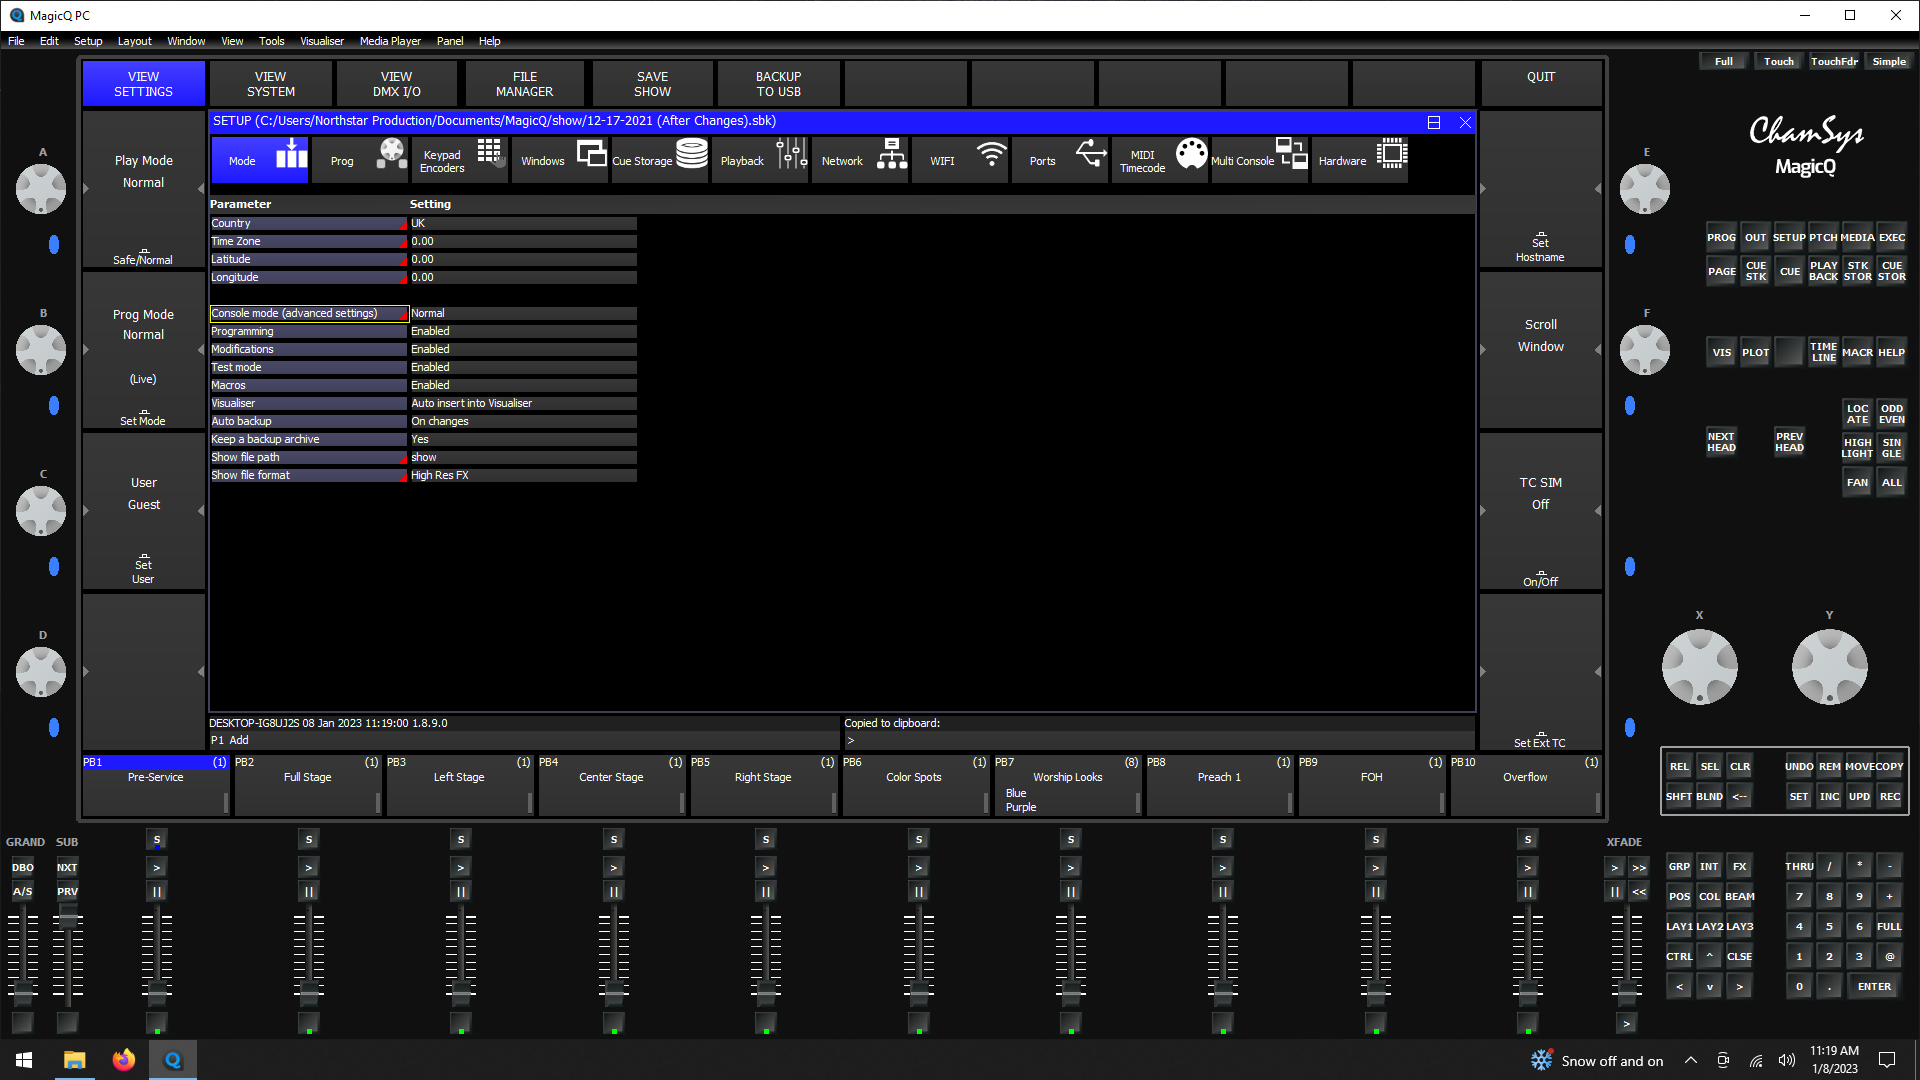 MagicQ PC
File Edit Setup Layout Window View Tools Visualiser Media Player Panel Help
VIEW SETTINGS
VIEW SYSTEM
VIEW DMX I/O
FILE MANAGER
SAVE SHOW
BACKUP TO USB
QUIT
Full Touch TouchFdr Simple
SETUP (C:/Users/Northstar Production/Documents/MagicQ/show/12-17-2021 (After Changes).sbk)
Mode
Prog
Keypad Encoders
Windows
Cue Storage
Playback
Network
WIFI
Ports
MIDI Timecode
Multi Console
Hardware
ChamSys
MagicQ
A
Play Mode
Normal
Safe/Normal
B
Prog Mode
Normal
(Live)
Set Mode
C
User
Guest
Set
User
D
Parameter Setting
Country UK
Time Zone 0.00
Latitude 0.00
Longitude 0.00
Console mode (advanced settings) Normal
Programming Enabled
Modifications Enabled
Test mode Enabled
Macros Enabled
Visualiser Auto insert into Visualiser
Auto backup On changes
Keep a backup archive Yes
Show file path show
Show file format High Res FX
E
Set
Hostname
F
Scroll
Window
TC SIM
Off
On/Off
Set Ext TC
X Y
PROG OUT SETUP PTCH MEDIA EXEC
PAGE CUE STK CUE PLAY BACK STK STOR CUE STOR
VIS PLOT TIME LINE MACR HELP
LOC ATE ODD EVEN
NEXT HEAD PREV HEAD HIGH LIGHT SIN GLE
FAN ALL
DESKTOP-IG8UJ2S 08 Jan 2023 11:19:00 1.8.9.0
Copied to clipboard:
P1 Add
>
PB1 (1) PB2 (1) PB3 (1) PB4 (1) PB5 (1) PB6 (1) PB7 (8) PB8 (1) PB9 (1) PB10 (1)
Pre-Service Full Stage Left Stage Center Stage Right Stage Color Spots Worship Looks Preach 1 FOH Overflow
Blue
Purple
REL SEL CLR UNDO REM MOVE COPY
SHFT BLND <-- SET INC UPD REC
GRAND SUB S S S S S S S S S S XFADE
DBO NXT > > > > > > > > > > > >>
A/S PRV || || || || || || || || || || || <<
>
GRP INT FX THRU / * -
POS COL BEAM 7 8 9 +
LAY1 LAY2 LAY3 4 5 6 FULL
CTRL ^ CLSE 1 2 3 @
< v > 0 . ENTER
Snow off and on
11:19 AM
1/8/2023